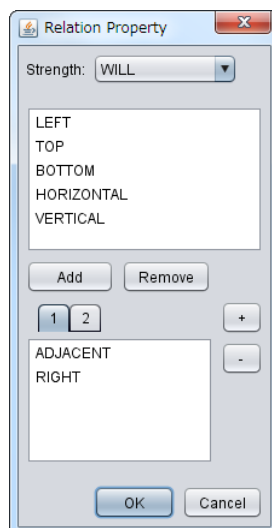 Relation Property
Strength: WILL
LEFT
TOP
BOTTOM
HORIZONTAL
VERTICAL
Add Remove
1 2 +
ADJACENT -
RIGHT
OK Cancel